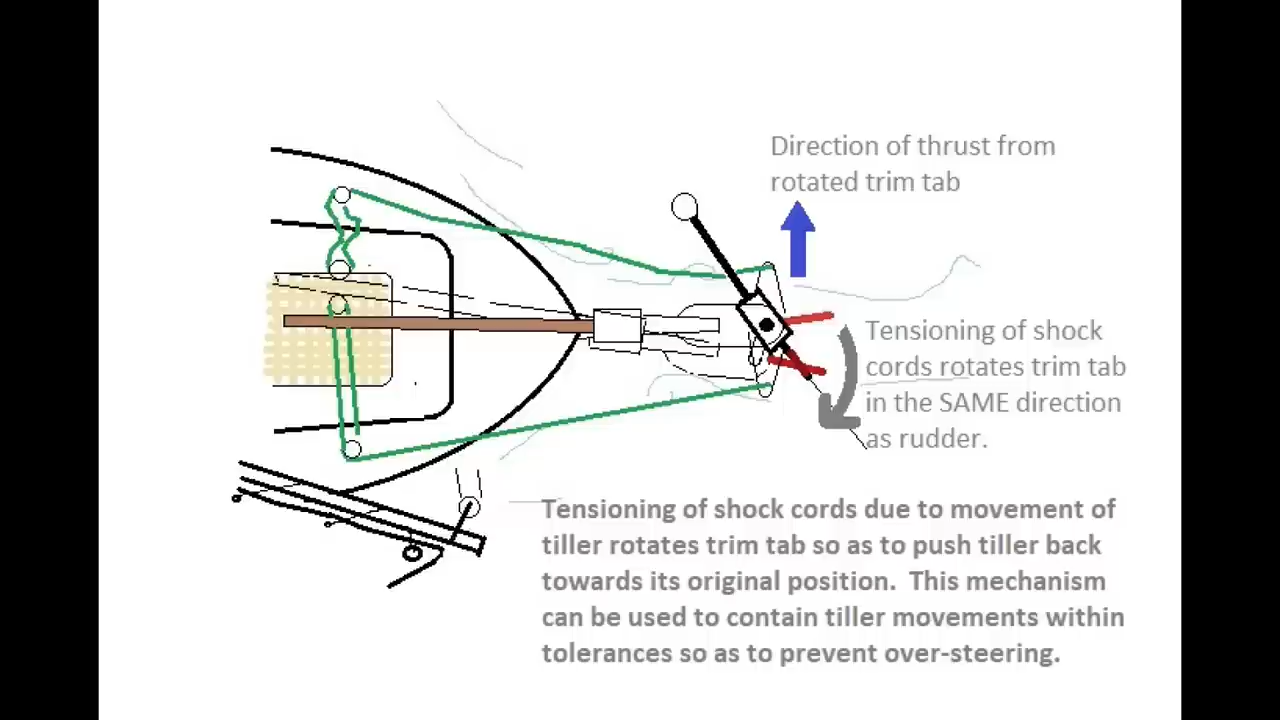 Direction of thrust from
rotated trim tab
Tensioning of shock
cords rotates trim tab
in the SAME direction
as rudder.
Tensioning of shock cords due to movement of
tiller rotates trim tab so as to push tiller back
towards its original position.  This mechanism
can be used to contain tiller movements within
tolerances so as to prevent over-steering.